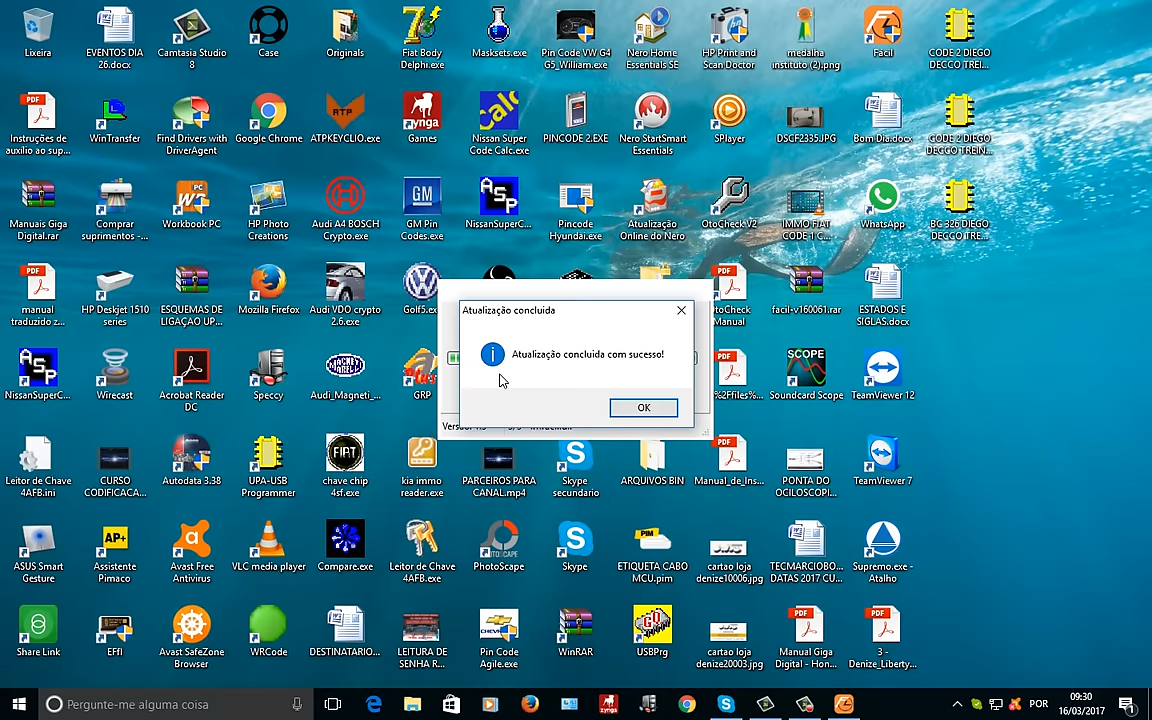 Lixeira
EVENTOS DIA
26.docx
Camtasia Studio
8
Case
Originals
Fiat Body
Delphi.exe
Masksets.exe
Pin Code VW G4
G5_William.exe
Nero Home
Essentials SE
HP Print and
Scan Doctor
medalha
instituto (2).png
Facil
CODE 2 DIEGO
DECCO TREI...
Instruções de
auxilio ao sup...
WinTransfer
Find Drivers with
DriverAgent
Google Chrome
ATPKEYCLIO.exe
Games
Nissan Super
Code Calc.exe
PINCODE 2.EXE
Nero StartSmart
Essentials
SPlayer
DSCF2335.JPG
Bom Dia.docx
CODE 2 DIEGO
DECCO TREIN...
Manuais Giga
Digital.rar
Comprar
suprimentos -...
Workbook PC
HP Photo
Creations
Audi A4 BOSCH
Crypto.exe
GM Pin
Codes.exe
NissanSuperC...
Pincode
Hyundai.exe
Atualização
Online do Nero
OtoCheck V2
IMMO FIAT
CODE 1 C...
WhatsApp
BG 326 DIEGO
DECCO TRE...
manual
traduzido z...
HP Deskjet 1510
series
ESQUEMAS DE
LIGAÇAO UP...
Mozilla Firefox
Audi VDO crypto
2.6.exe
Golf5.ex
OtoCheck
Manual
facil-v160061.rar
ESTADOS E
SIGLAS.docx
Atualização concluida
Atualização concluida com sucesso!
OK
NissanSuperC...
Wirecast
Acrobat Reader
DC
Speccy
Audi_Magneti_...
GRP
%2Ffiles%...
Soundcard Scope
TeamViewer 12
Leitor de Chave
4AFB.ini
CURSO
CODIFICACA...
Autodata 3.38
UPA-USB
Programmer
chave chip
4sf.exe
kia immo
reader.exe
PARCEIROS PARA
CANAL.mp4
Skype
secundario
ARQUIVOS BIN
Manual_de_Ins...
PONTA DO
OCILOSCOPI...
TeamViewer 7
ASUS Smart
Gesture
Assistente
Pimaco
Avast Free
Antivirus
VLC media player
Compare.exe
Leitor de Chave
4AFB.exe
PhotoScape
Skype
ETIQUETA CABO
MCU.pim
cartao loja
denize10006.jpg
TECMARCIOBO...
DATAS 2017 CU...
Supremo.exe -
Atalho
Share Link
EFfI
Avast SafeZone
Browser
WRCode
DESTINATARIO...
LEITURA DE
SENHA R...
Pin Code
Agile.exe
WinRAR
USBPrg
cartao loja
denize20003.jpg
Manual Giga
Digital - Hon...
3 -
Denize_Liberty...
Pergunte-me alguma coisa
POR
09:30
16/03/2017